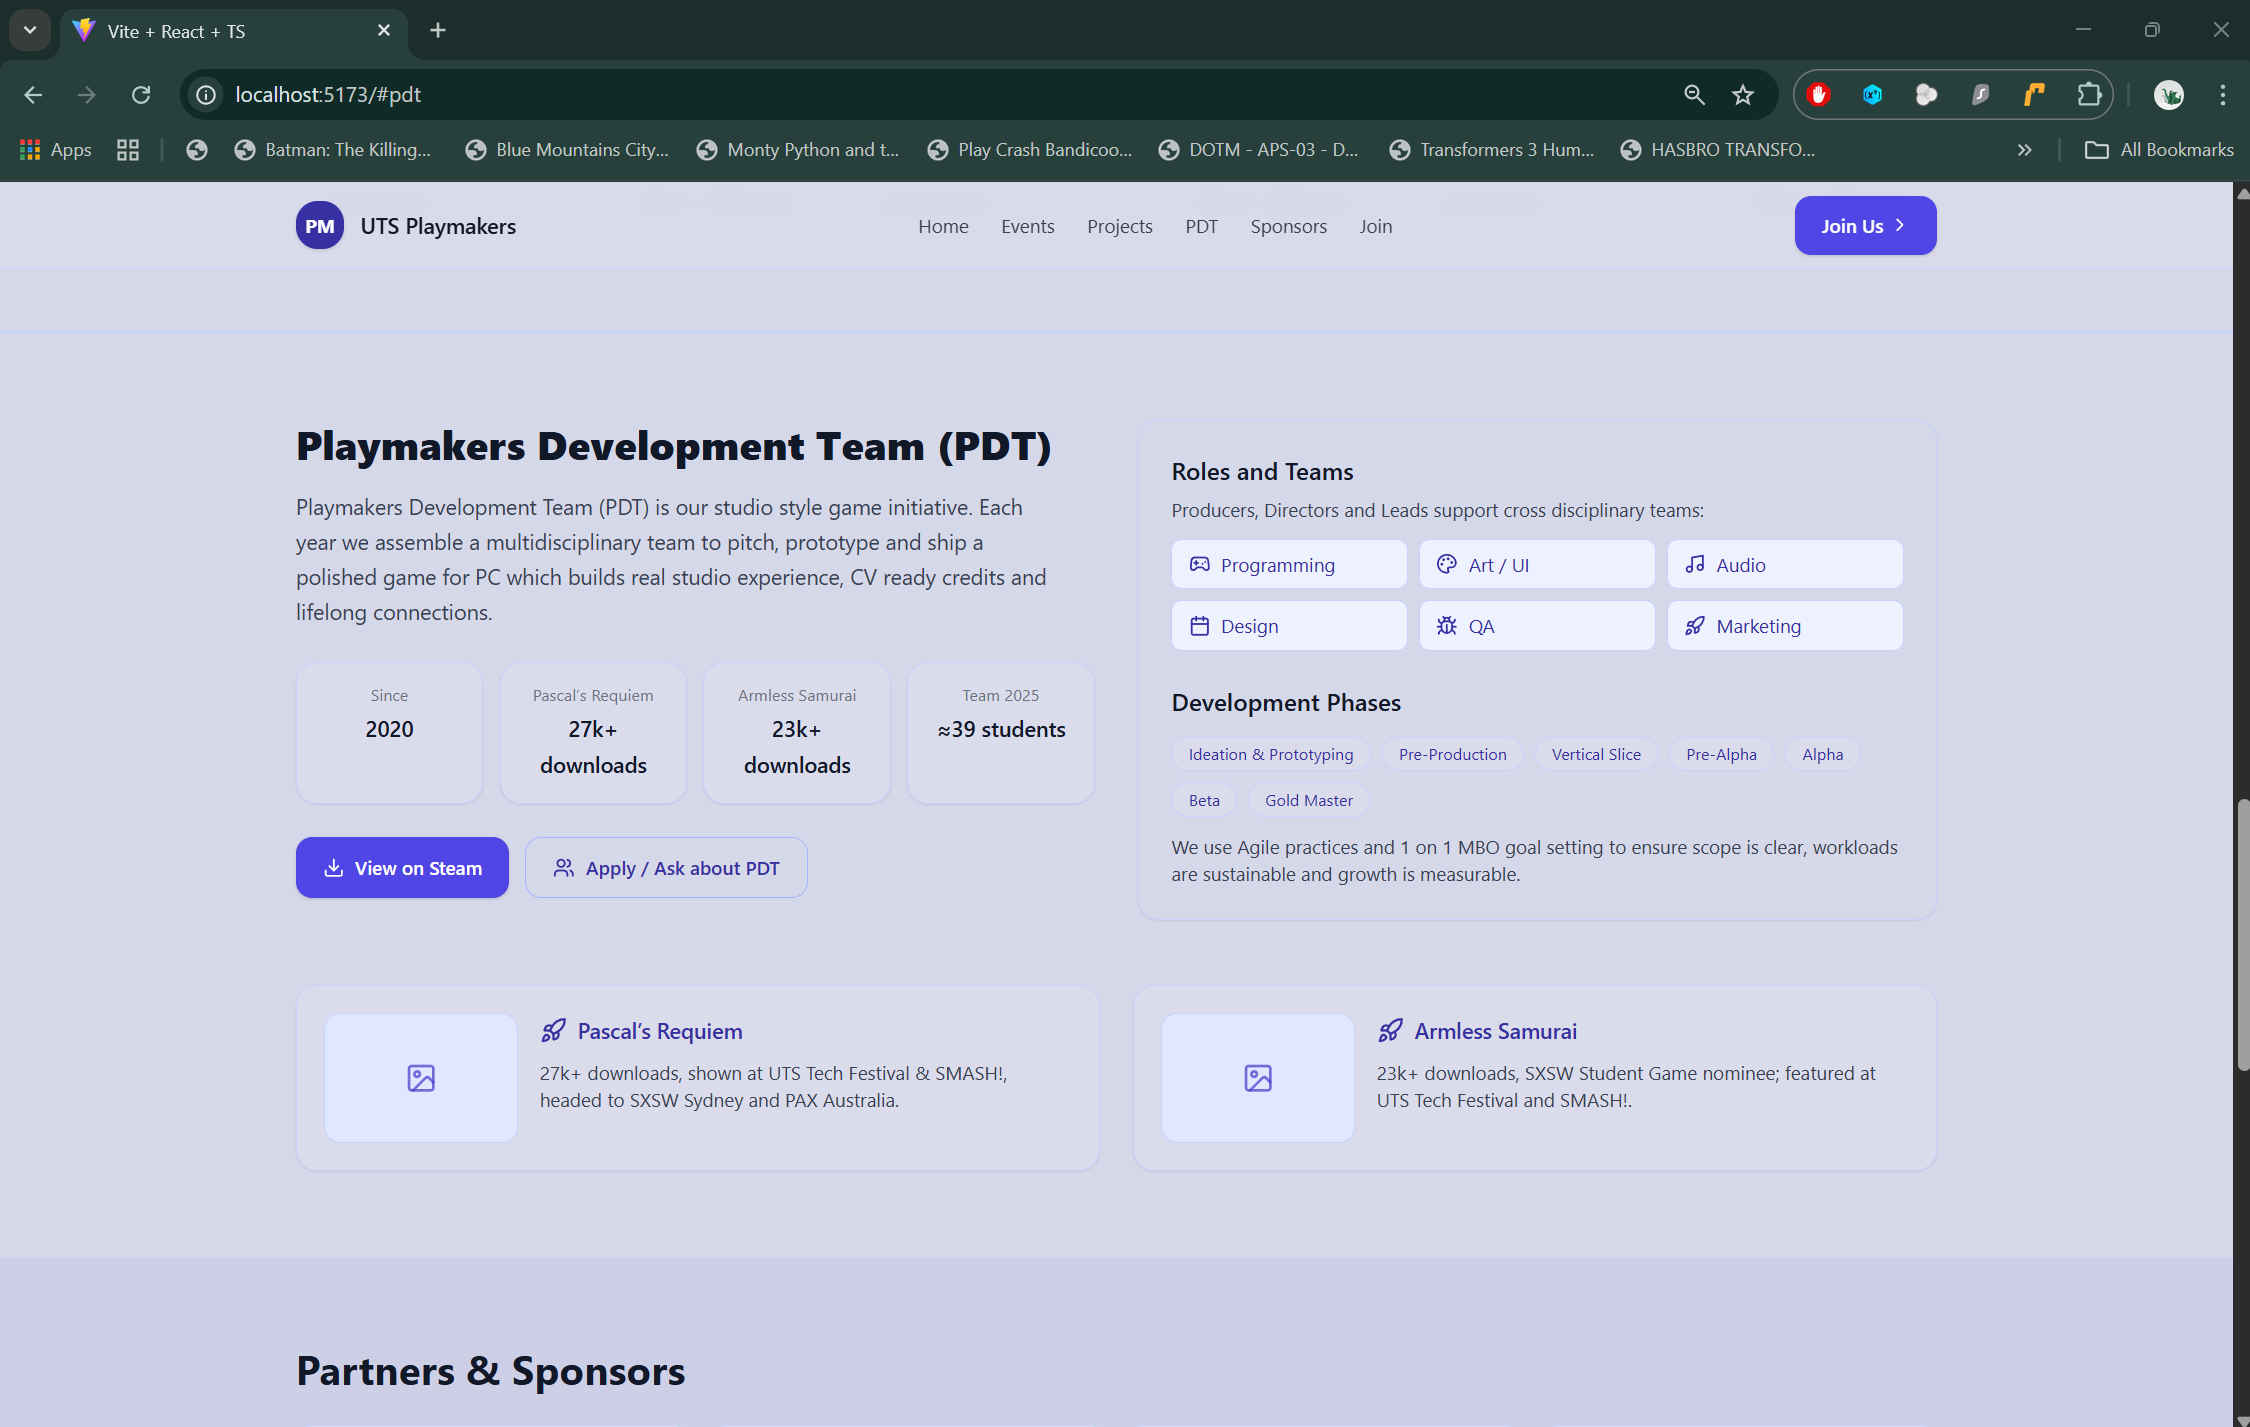 Vite + React + TS
localhost:5173/#pdt
Apps
Batman: The Killing...
Blue Mountains City...
Monty Python and t...
Play Crash Bandicoo...
DOTM - APS-03 - D...
Transformers 3 Hum...
HASBRO TRANSFO...
All Bookmarks
PM
UTS Playmakers
Home
Events
Projects
PDT
Sponsors
Join
Join Us
Playmakers Development Team (PDT)
Playmakers Development Team (PDT) is our studio style game initiative. Each
year we assemble a multidisciplinary team to pitch, prototype and ship a
polished game for PC which builds real studio experience, CV ready credits and
lifelong connections.
Since
2020
Pascal’s Requiem
27k+
downloads
Armless Samurai
23k+
downloads
Team 2025
≈39 students
View on Steam
Apply / Ask about PDT
Roles and Teams
Producers, Directors and Leads support cross disciplinary teams:
Programming
Art / UI
Audio
Design
QA
Marketing
Development Phases
Ideation & Prototyping
Pre-Production
Vertical Slice
Pre-Alpha
Alpha
Beta
Gold Master
We use Agile practices and 1 on 1 MBO goal setting to ensure scope is clear, workloads
are sustainable and growth is measurable.
Pascal’s Requiem
27k+ downloads, shown at UTS Tech Festival & SMASH!,
headed to SXSW Sydney and PAX Australia.
Armless Samurai
23k+ downloads, SXSW Student Game nominee; featured at
UTS Tech Festival and SMASH!.
Partners & Sponsors